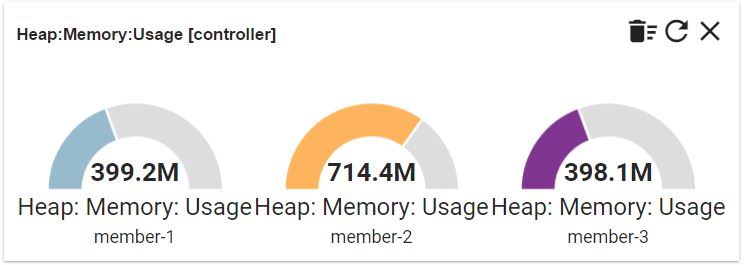 Heap:Memory:Usage [controller]
399.2M 714.4M 398.1M
Heap: Memory: Usage Heap: Memory: Usage Heap: Memory: Usage
member-1 member-2 member-3